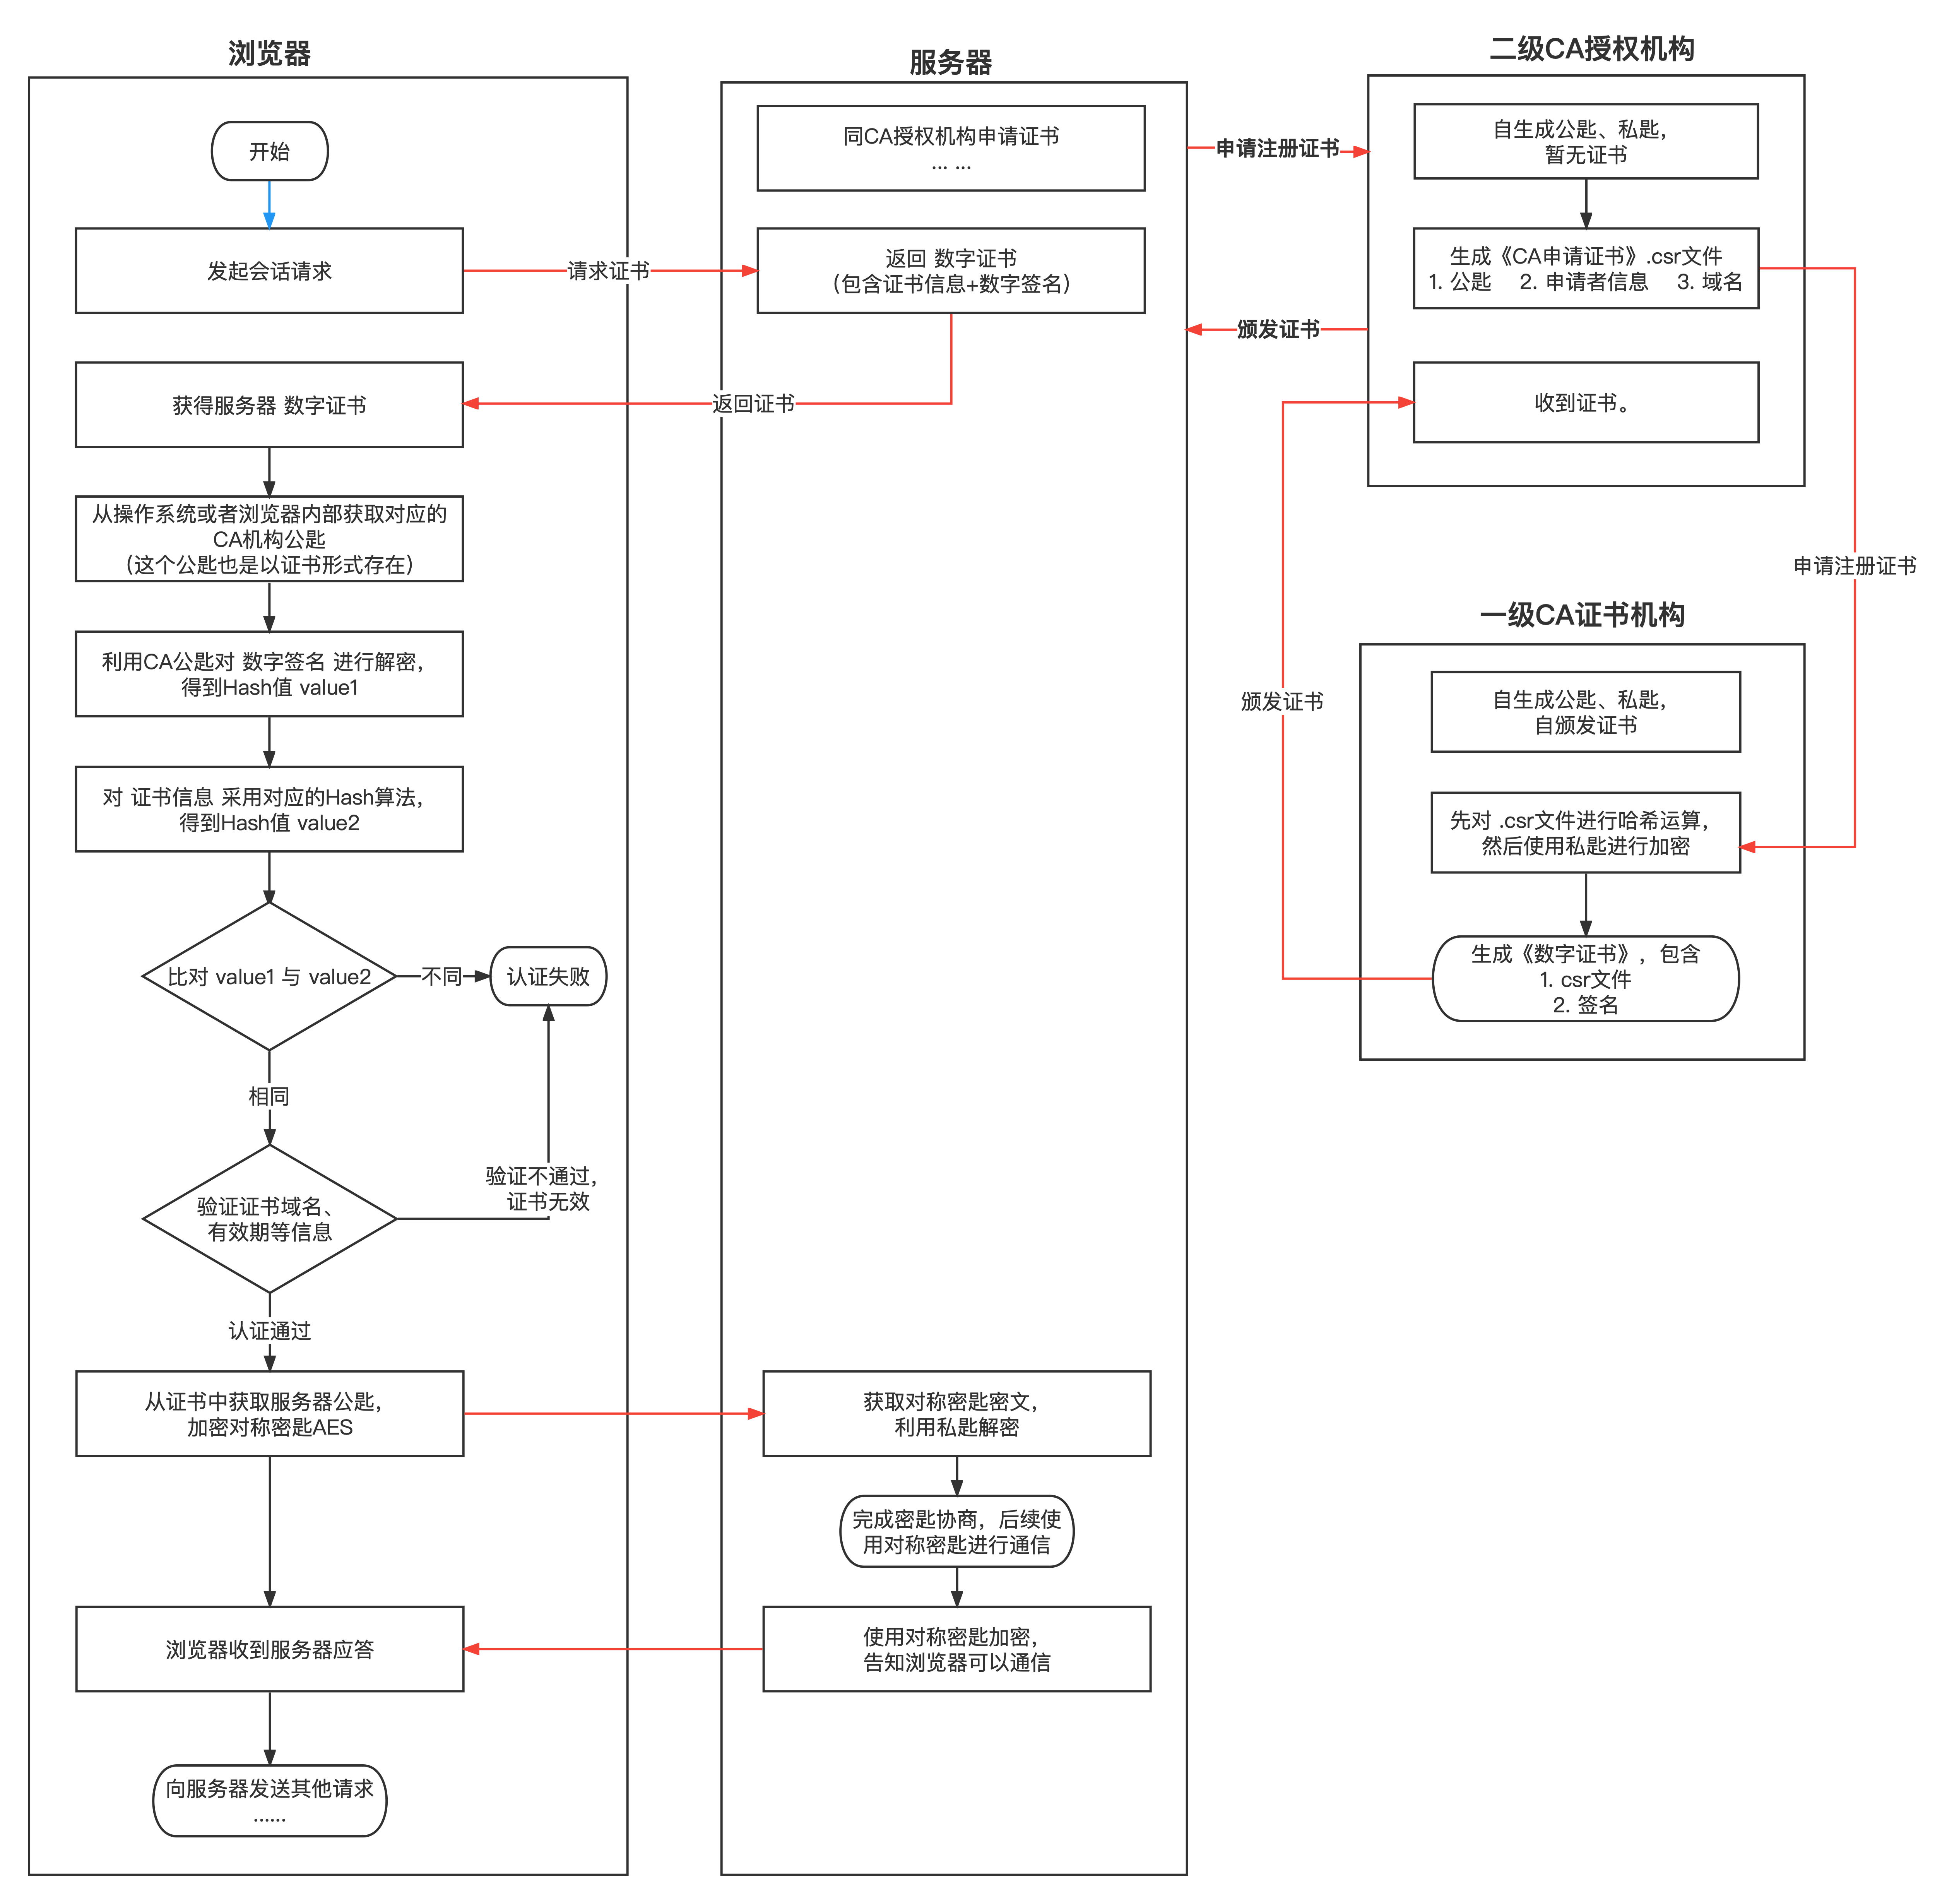 浏览器
开始
发起会话请求
请求证书
获得服务器 数字证书
从操作系统或者浏览器内部获取对应的
CA机构公匙
（这个公匙也是以证书形式存在）
利用CA公匙对 数字签名 进行解密，
得到Hash值 value1
对 证书信息 采用对应的Hash算法，
得到Hash值 value2
比对 value1 与 value2
不同
认证失败
相同
验证证书域名、
有效期等信息
验证不通过，
证书无效
认证通过
从证书中获取服务器公匙，
加密对称密匙AES
浏览器收到服务器应答
向服务器发送其他请求
......
服务器
同CA授权机构申请证书
... ...
返回 数字证书
（包含证书信息+数字签名）
返回证书
获取对称密匙密文，
利用私匙解密
完成密匙协商，后续使
用对称密匙进行通信
使用对称密匙加密，
告知浏览器可以通信
申请注册证书
颁发证书
二级CA授权机构
自生成公匙、私匙，
暂无证书
生成《CA申请证书》.csr文件
1. 公匙 2. 申请者信息 3. 域名
收到证书。
申请注册证书
颁发证书
一级CA证书机构
自生成公匙、私匙，
自颁发证书
先对 .csr文件进行哈希运算，
然后使用私匙进行加密
生成《数字证书》，包含
1. csr文件
2. 签名